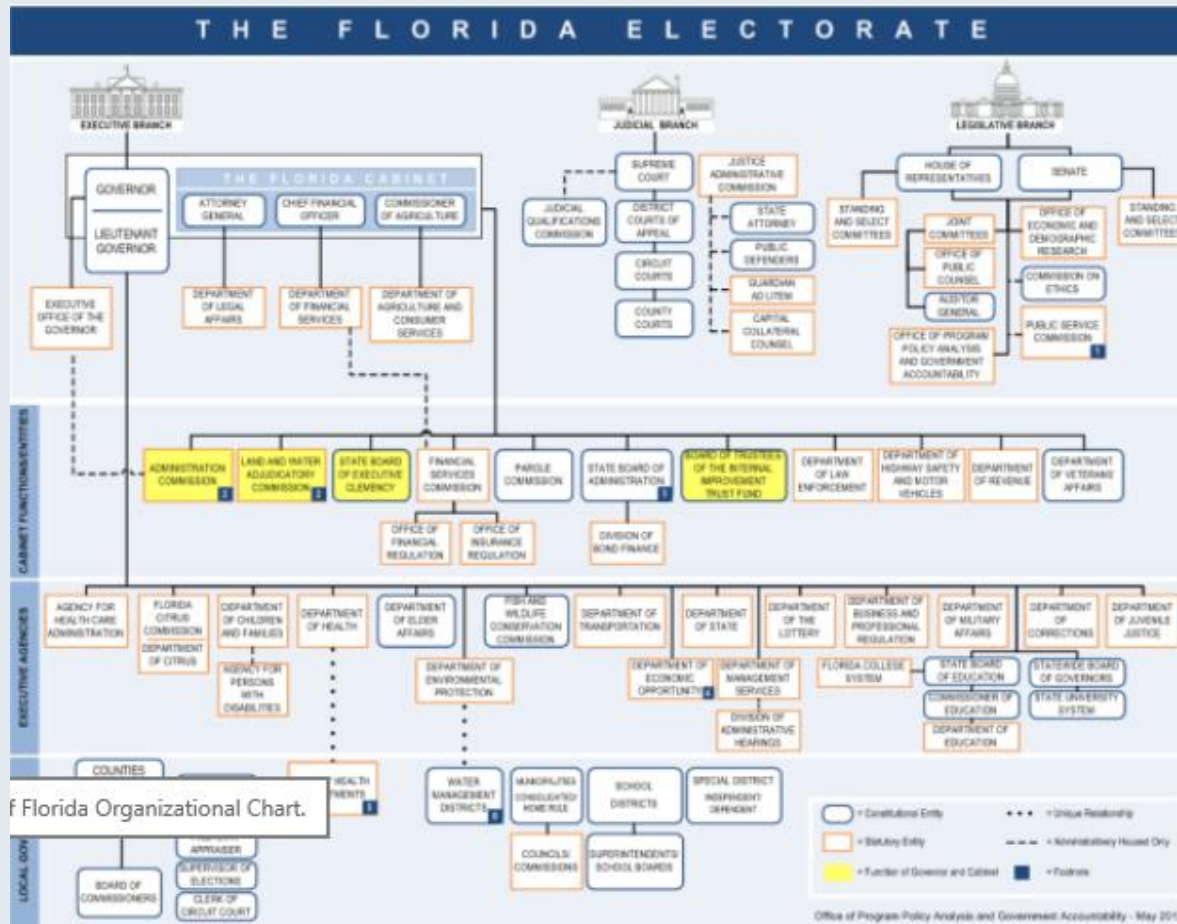 THE FLORIDA ELECTORATE
EXECUTIVE BRANCH
JUDICIAL BRANCH
LEGISLATIVE BRANCH
GOVERNOR
LIEUTENANT
GOVERNOR
THE FLORIDA CABINET
ATTORNEY
GENERAL
CHIEF FINANCIAL
OFFICER
COMMISSIONER
OF AGRICULTURE
EXECUTIVE
OFFICE OF THE
GOVERNOR
DEPARTMENT
OF LEGAL
AFFAIRS
DEPARTMENT
OF FINANCIAL
SERVICES
DEPARTMENT OF
AGRICULTURE AND
CONSUMER
SERVICES
SUPREME
COURT
JUDICIAL
QUALIFICATIONS
COMMISSION
DISTRICT
COURTS OF
APPEAL
CIRCUIT
COURTS
COUNTY
COURTS
JUSTICE
ADMINISTRATIVE
COMMISSION
STATE
ATTORNEY
PUBLIC
DEFENDERS
GUARDIAN
AD LITEM
CAPITAL
COLLATERAL
COUNSEL
HOUSE OF
REPRESENTATIVES
SENATE
STANDING
AND SELECT
COMMITTEES
JOINT
COMMITTEES
OFFICE OF
PUBLIC
COUNSEL
AUDITOR
GENERAL
OFFICE OF PROGRAM
POLICY ANALYSIS
AND GOVERNMENT
ACCOUNTABILITY
OFFICE OF
ECONOMIC AND
DEMOGRAPHIC
RESEARCH
COMMISSION ON
ETHICS
PUBLIC SERVICE
COMMISSION
STANDING
AND SELECT
COMMITTEES
CABINET FUNCTIONS/ENTITIES
ADMINISTRATION
COMMISSION
LAND AND WATER
ADJUDICATORY
COMMISSION
STATE BOARD
OF EXECUTIVE
CLEMENCY
FINANCIAL
SERVICES
COMMISSION
PAROLE
COMMISSION
STATE BOARD OF
ADMINISTRATION
BOARD OF TRUSTEES
OF THE INTERNAL
IMPROVEMENT
TRUST FUND
DEPARTMENT
OF LAW
ENFORCEMENT
DEPARTMENT OF
HIGHWAY SAFETY
AND MOTOR
VEHICLES
DEPARTMENT
OF REVENUE
DEPARTMENT
OF VETERANS
AFFAIRS
OFFICE OF
FINANCIAL
REGULATION
OFFICE OF
INSURANCE
REGULATION
DIVISION OF
BOND FINANCE
EXECUTIVE AGENCIES
AGENCY FOR
HEALTH CARE
ADMINISTRATION
FLORIDA
CITRUS
COMMISSION
DEPARTMENT
OF CITRUS
DEPARTMENT
OF CHILDREN
AND FAMILIES
AGENCY FOR
PERSONS
WITH
DISABILITIES
DEPARTMENT
OF HEALTH
DEPARTMENT
OF ELDER
AFFAIRS
DEPARTMENT OF
ENVIRONMENTAL
PROTECTION
FISH AND
WILDLIFE
CONSERVATION
COMMISSION
DEPARTMENT OF
TRANSPORTATION
DEPARTMENT
OF STATE
DEPARTMENT OF
ECONOMIC
OPPORTUNITY
DEPARTMENT
OF THE
LOTTERY
DEPARTMENT OF
MANAGEMENT
SERVICES
DIVISION OF
ADMINISTRATIVE
HEARINGS
DEPARTMENT OF
BUSINESS AND
PROFESSIONAL
REGULATION
DEPARTMENT
OF MILITARY
AFFAIRS
DEPARTMENT
OF
CORRECTIONS
DEPARTMENT
OF JUVENILE
JUSTICE
FLORIDA COLLEGE
SYSTEM
STATE BOARD
OF EDUCATION
COMMISSIONER OF
EDUCATION
DEPARTMENT OF
EDUCATION
STATEWIDE BOARD
OF GOVERNORS
STATE UNIVERSITY
SYSTEM
COUNTIES
f Florida Organizational Chart.
APPRAISER
SUPERVISOR OF
ELECTIONS
CLERK OF
CIRCUIT COURT
BOARD OF
COMMISSIONERS
WATER
MANAGEMENT
DISTRICTS
MUNICIPALITIES
CONSOLIDATED/
HOME RULE
COUNCILS/
COMMISSIONS
SCHOOL
DISTRICTS
SUPERINTENDENTS/
SCHOOL BOARDS
SPECIAL DISTRICT
INDEPENDENT/
DEPENDENT
= Constitutional Entity
= Statutory Entity
= Function of Governor and Cabinet
= Unique Relationship
= Administratively Housed Only
= Footnote
Office of Program Policy Analysis and Government Accountability - May 201